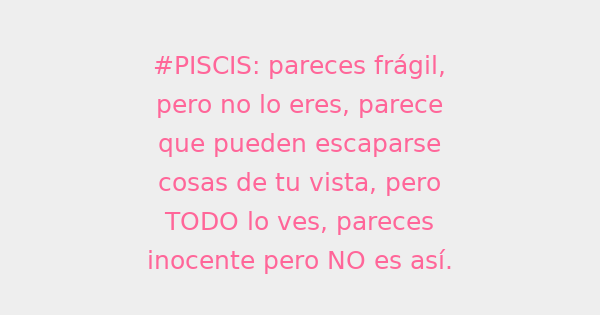 #PISCIS: pareces frágil,
pero no lo eres, parece
que pueden escaparse
cosas de tu vista, pero
TODO lo ves, pareces
inocente pero NO es así.